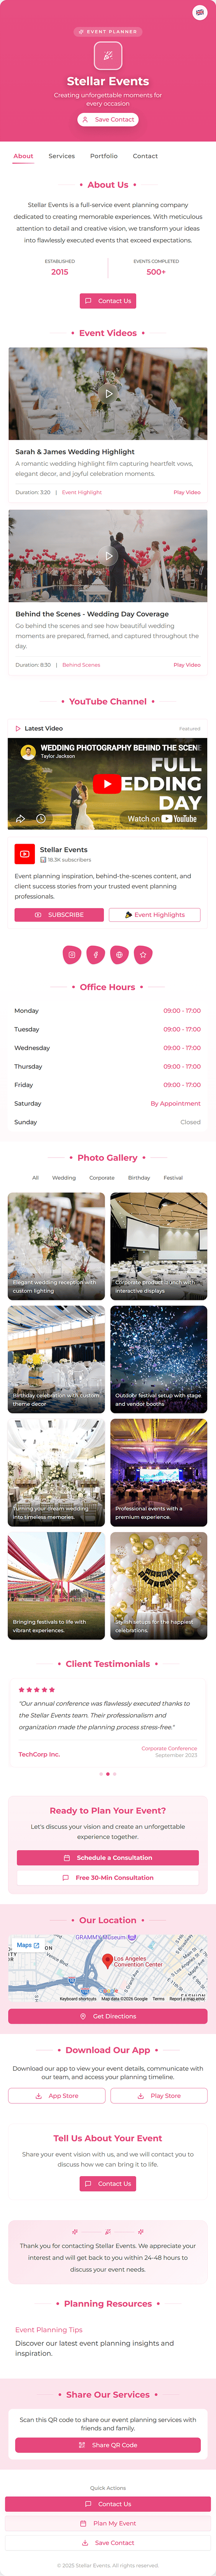 EVENT PLANNER
Stellar Events
Creating unforgettable moments for
every occasion
Save Contact
About Services Portfolio Contact
About Us
Stellar Events is a full-service event planning company
dedicated to creating memorable experiences. With meticulous
attention to detail and creative vision, we transform your ideas
into flawlessly executed events that exceed expectations.
ESTABLISHED
2015
EVENTS COMPLETED
500+
Contact Us
Event Videos
Sarah & James Wedding Highlight
A romantic wedding highlight film capturing heartfelt vows,
elegant decor, and joyful celebration moments.
Duration: 3:20 | Event Highlight Play Video
Behind the Scenes - Wedding Day Coverage
Go behind the scenes and see how beautiful wedding
moments are prepared, framed, and captured throughout the
day.
Duration: 8:30 | Behind Scenes Play Video
YouTube Channel
Latest Video Featured
WEDDING PHOTOGRAPHY BEHIND THE SCENE
Taylor Jackson
FULL
WEDDING
DAY
Watch on YouTube
Stellar Events
18.3K subscribers
Event planning inspiration, behind-the-scenes content, and
client success stories from your trusted event planning
professionals.
SUBSCRIBE
Event Highlights
Office Hours
Monday 09:00 - 17:00
Tuesday 09:00 - 17:00
Wednesday 09:00 - 17:00
Thursday 09:00 - 17:00
Friday 09:00 - 17:00
Saturday By Appointment
Sunday Closed
Photo Gallery
All Wedding Corporate Birthday Festival
Elegant wedding reception with
custom lighting
Corporate product launch with
interactive displays
Birthday celebration with custom
theme decor
Outdoor festival setup with stage
and vendor booths
Turning your dream wedding
into timeless memories.
Professional events with a
premium experience.
Bringing festivals to life with
vibrant experiences.
Stylish setups for the happiest
celebrations.
Client Testimonials
"Our annual conference was flawlessly executed thanks to
the Stellar Events team. Their professionalism and
organization made the planning process stress-free."
TechCorp Inc.
Corporate Conference
September 2023
Ready to Plan Your Event?
Let's discuss your vision and create an unforgettable
experience together.
Schedule a Consultation
Free 30-Min Consultation
Our Location
Maps
GRAMMY Museum
Los Angeles
Convention Center
Google
Keyboard shortcuts Map data ©2026 Google Terms Report a map error
Get Directions
Download Our App
Download our app to view your event details, communicate with
our team, and access your planning timeline.
App Store
Play Store
Tell Us About Your Event
Share your event vision with us, and we will contact you to
discuss how we can bring it to life.
Contact Us
Thank you for contacting Stellar Events. We appreciate your
interest and will get back to you within 24-48 hours to
discuss your event needs.
Planning Resources
Event Planning Tips
Discover our latest event planning insights and
inspiration.
Share Our Services
Scan this QR code to share our event planning services with
friends and family.
Share QR Code
Quick Actions
Contact Us
Plan My Event
Save Contact
© 2025 Stellar Events. All rights reserved.